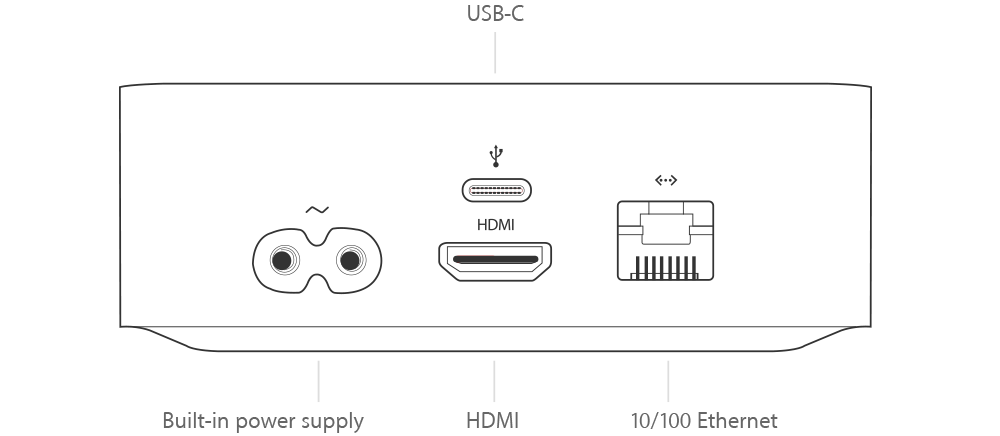 USB-C
HDMI
Built-in power supply
HDMI
10/100 Ethernet